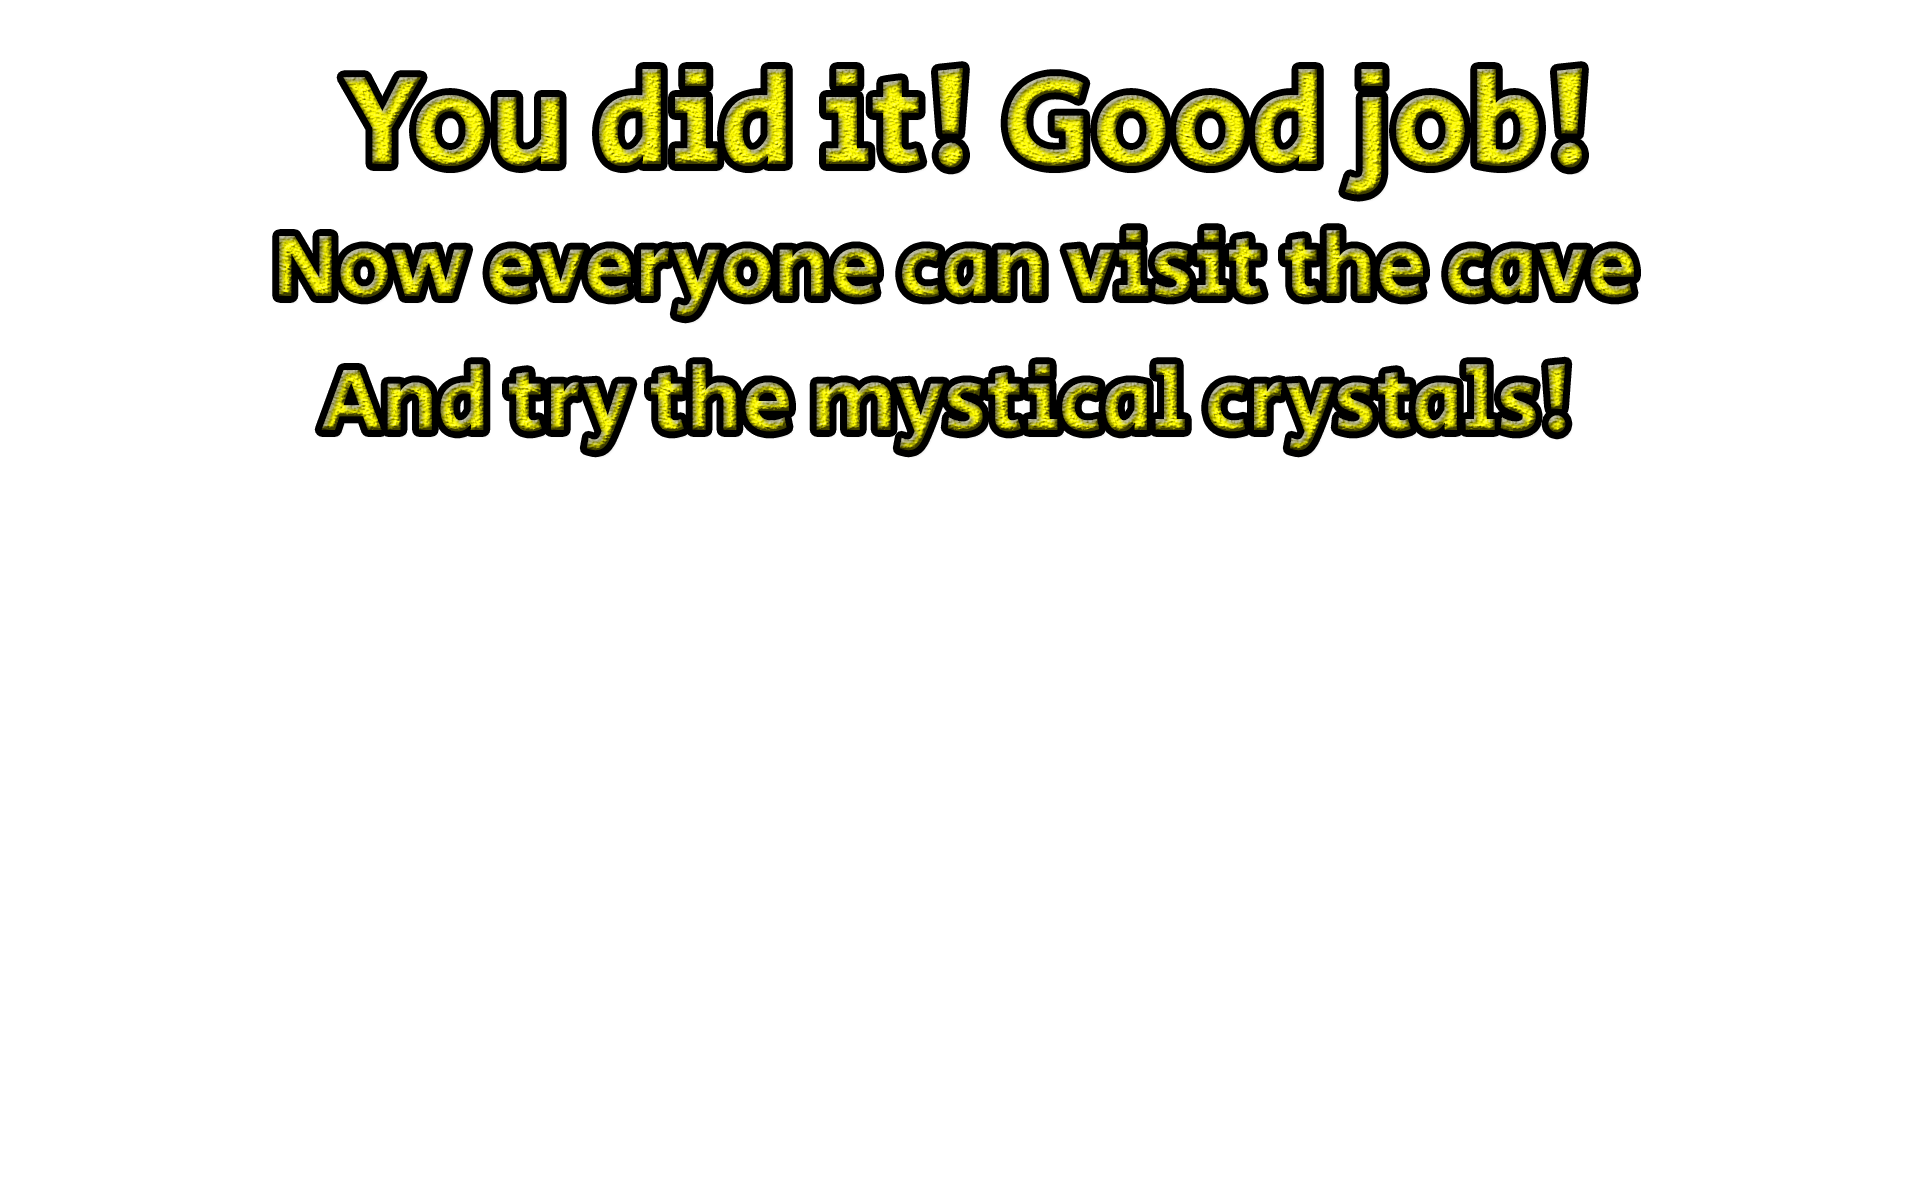 You did it! Good job!
Now everyone can visit the cave
And try the mystical crystals!